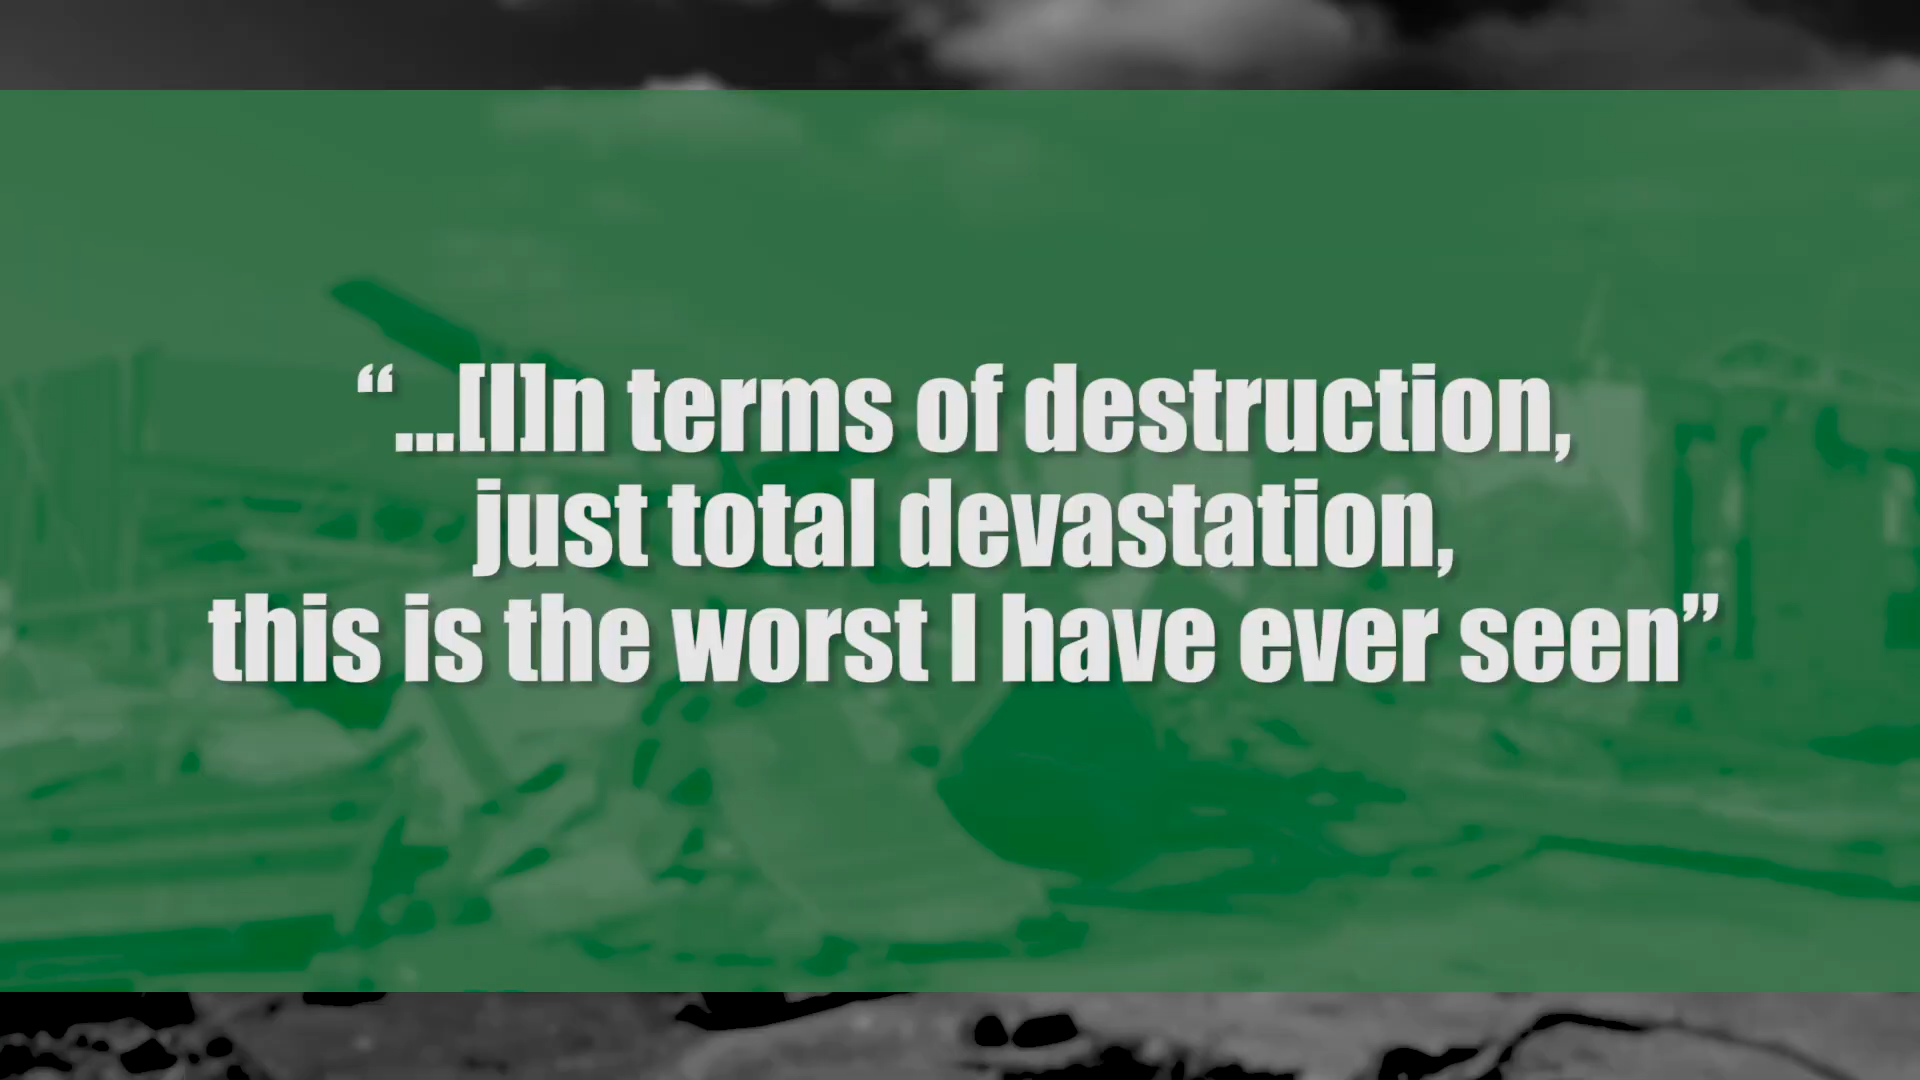 “...[I]n terms of destruction,
just total devastation,
this is the worst I have ever seen”